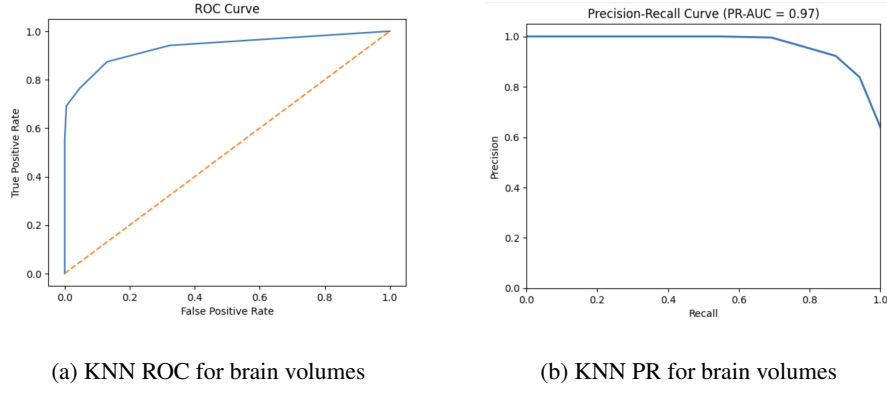 ROC Curve
1.0
0.8
0.6
0.4
0.2
0.0
True Positive Rate
0.0 0.2 0.4 0.6 0.8 1.0
False Positive Rate
(a) KNN ROC for brain volumes
Precision-Recall Curve (PR-AUC = 0.97)
1.0
0.8
0.6
0.4
0.2
0.0
Precision
0.0 0.2 0.4 0.6 0.8 1.0
Recall
(b) KNN PR for brain volumes